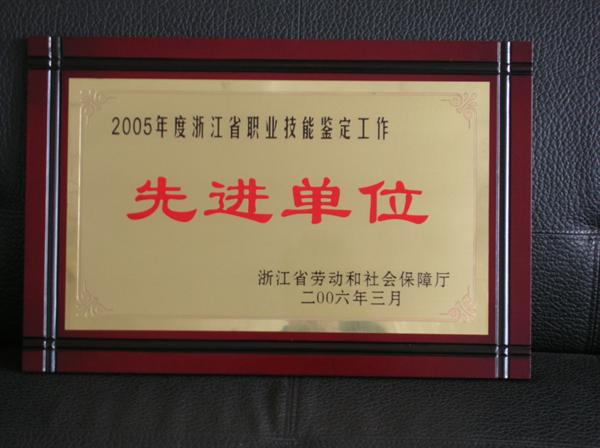 2005年度浙江省职业技能鉴定工作
先进单位
浙江省劳动和社会保障厅
二00六年三月